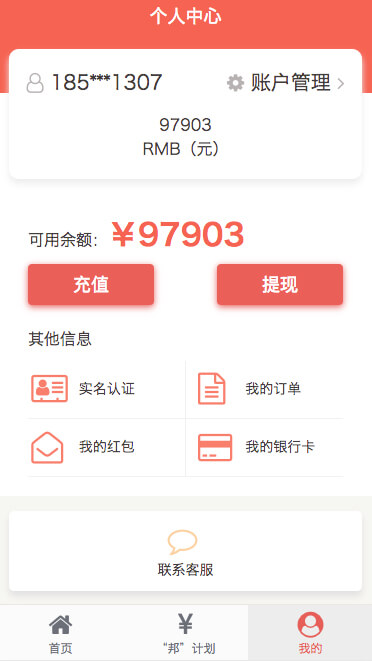 个人中心
185***1307 账户管理
97903
RMB（元）
可用余额：￥97903
充值 提现
其他信息
实名认证 我的订单
我的红包 我的银行卡
联系客服
首页 “邦”计划 我的